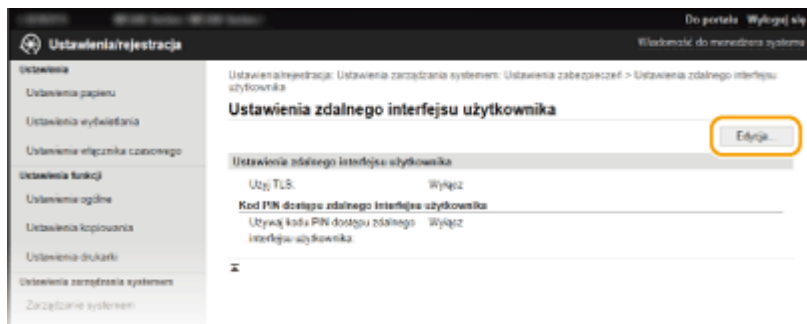 Do portalu Wyloguj się
Ustawienia/rejestracja
Wiadomość do menedżera systemu
Ustawienia
Ustawienia papieru
Ustawienia wyświetlania
Ustawienia włącznika czasowego
Ustawienia funkcji
Ustawienia ogólne
Ustawienia kopiowania
Ustawienia drukarki
Ustawienia zarządzania systemem
Zarządzanie systemem
Ustawienia/rejestracja: Ustawienia zarządzania systemem: Ustawienia zabezpieczeń > Ustawienia zdalnego interfejsu
użytkownika
Ustawienia zdalnego interfejsu użytkownika
Edycja...
Ustawienia zdalnego interfejsu użytkownika
Użyj TLS: Wyłącz
Kod PIN dostępu zdalnego interfejsu użytkownika
Używaj kodu PIN dostępu zdalnego Wyłącz
interfejsu użytkownika: